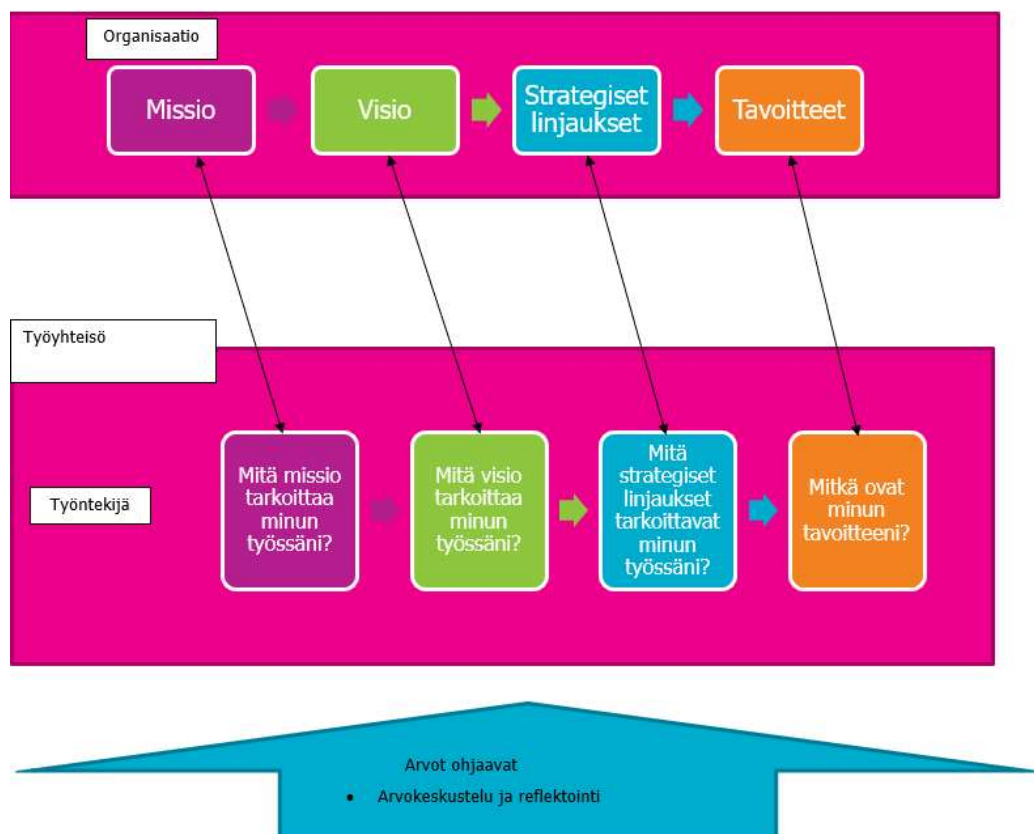 Organisaatio
Missio
Visio
Strategiset
linjaukset
Tavoitteet
Työyhteisö
Työntekijä
Mitä missio
tarkoittaa
minun
työssäni?
Mitä visio
tarkoittaa
minun
työssäni?
Mitä
strategiset
linjaukset
tarkoittavat
minun
työssäni?
Mitkä ovat
minun
tavoitteeni?
Arvot ohjaavat
• Arvokeskustelu ja reflektointi